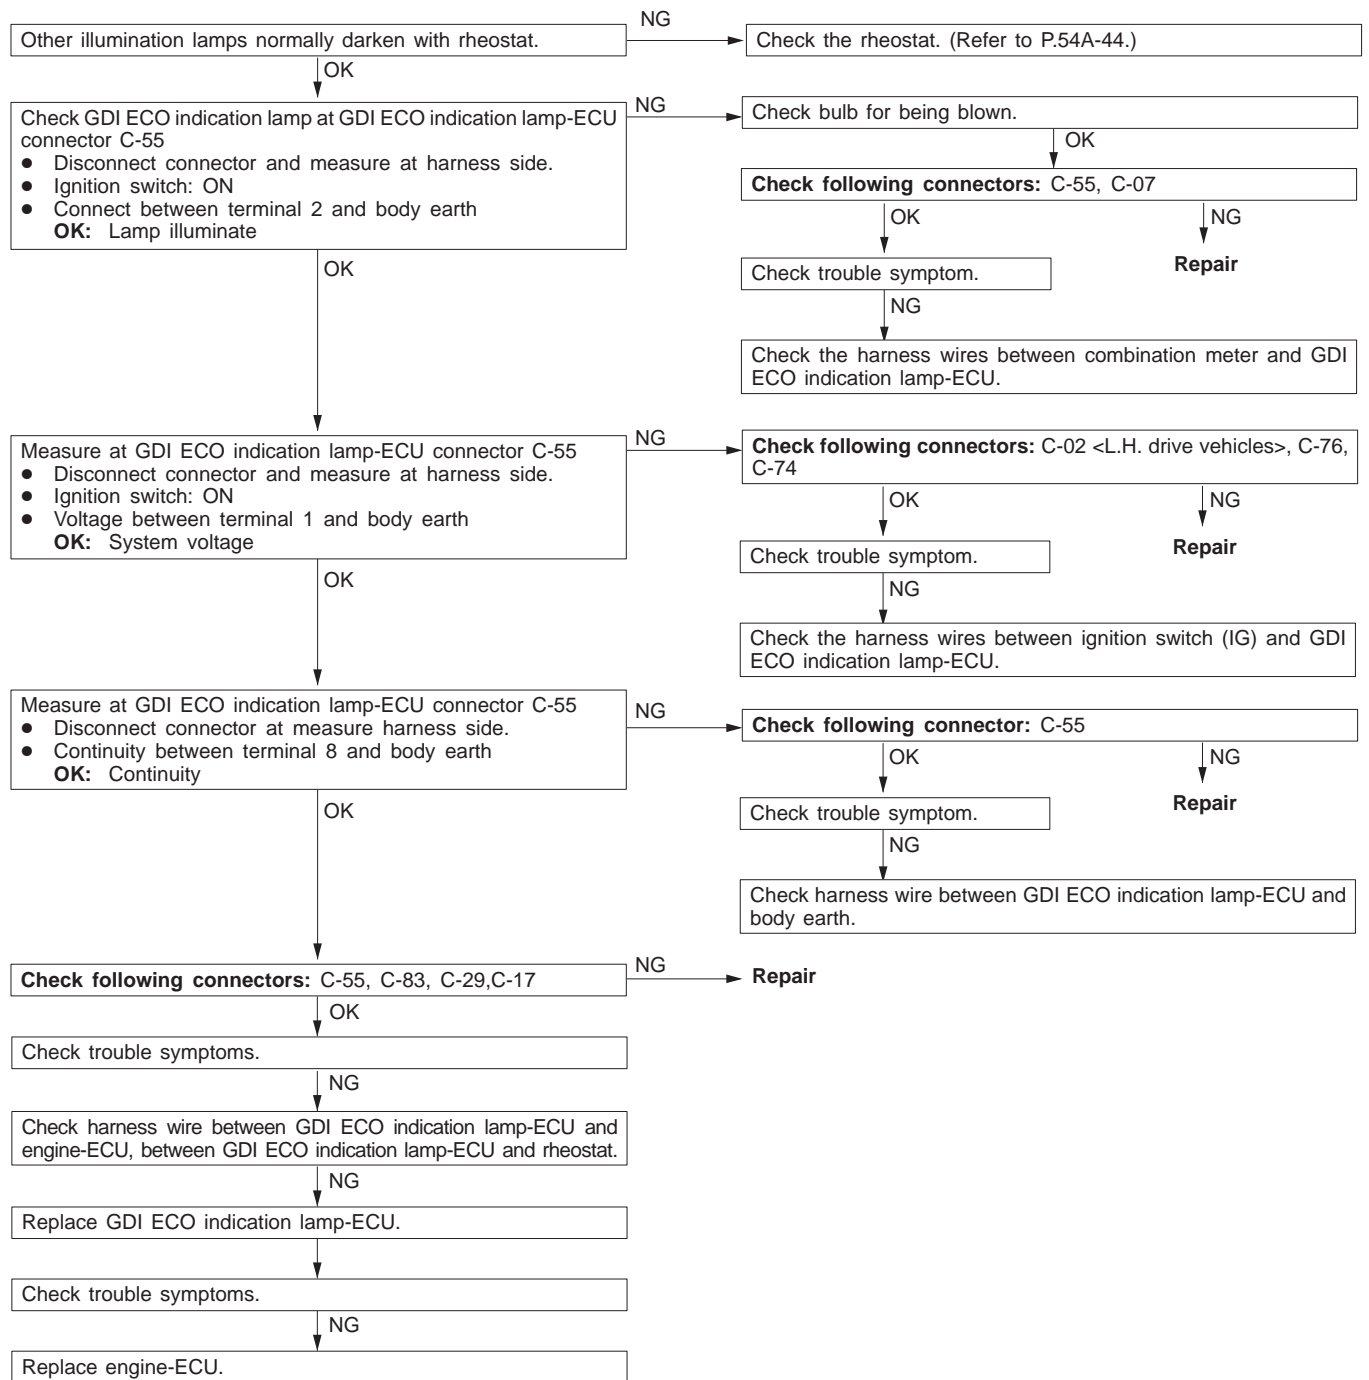 Other illumination lamps normally darken with rheostat.
NG
Check the rheostat. (Refer to P.54A-44.)
OK
Check GDI ECO indication lamp at GDI ECO indication lamp-ECU
connector C-55
● Disconnect connector and measure at harness side.
● Ignition switch: ON
● Connect between terminal 2 and body earth
OK: Lamp illuminate
NG
Check bulb for being blown.
OK
Check following connectors: C-55, C-07
OK
NG
Repair
Check trouble symptom.
NG
Check the harness wires between combination meter and GDI
ECO indication lamp-ECU.
OK
Measure at GDI ECO indication lamp-ECU connector C-55
● Disconnect connector and measure at harness side.
● Ignition switch: ON
● Voltage between terminal 1 and body earth
OK: System voltage
NG
Check following connectors: C-02 <L.H. drive vehicles>, C-76,
C-74
OK
NG
Repair
Check trouble symptom.
NG
Check the harness wires between ignition switch (IG) and GDI
ECO indication lamp-ECU.
OK
Measure at GDI ECO indication lamp-ECU connector C-55
● Disconnect connector at measure harness side.
● Continuity between terminal 8 and body earth
OK: Continuity
NG
Check following connector: C-55
OK
NG
Repair
Check trouble symptom.
NG
Check harness wire between GDI ECO indication lamp-ECU and
body earth.
OK
Check following connectors: C-55, C-83, C-29,C-17
NG
Repair
OK
Check trouble symptoms.
NG
Check harness wire between GDI ECO indication lamp-ECU and
engine-ECU, between GDI ECO indication lamp-ECU and rheostat.
NG
Replace GDI ECO indication lamp-ECU.
Check trouble symptoms.
NG
Replace engine-ECU.